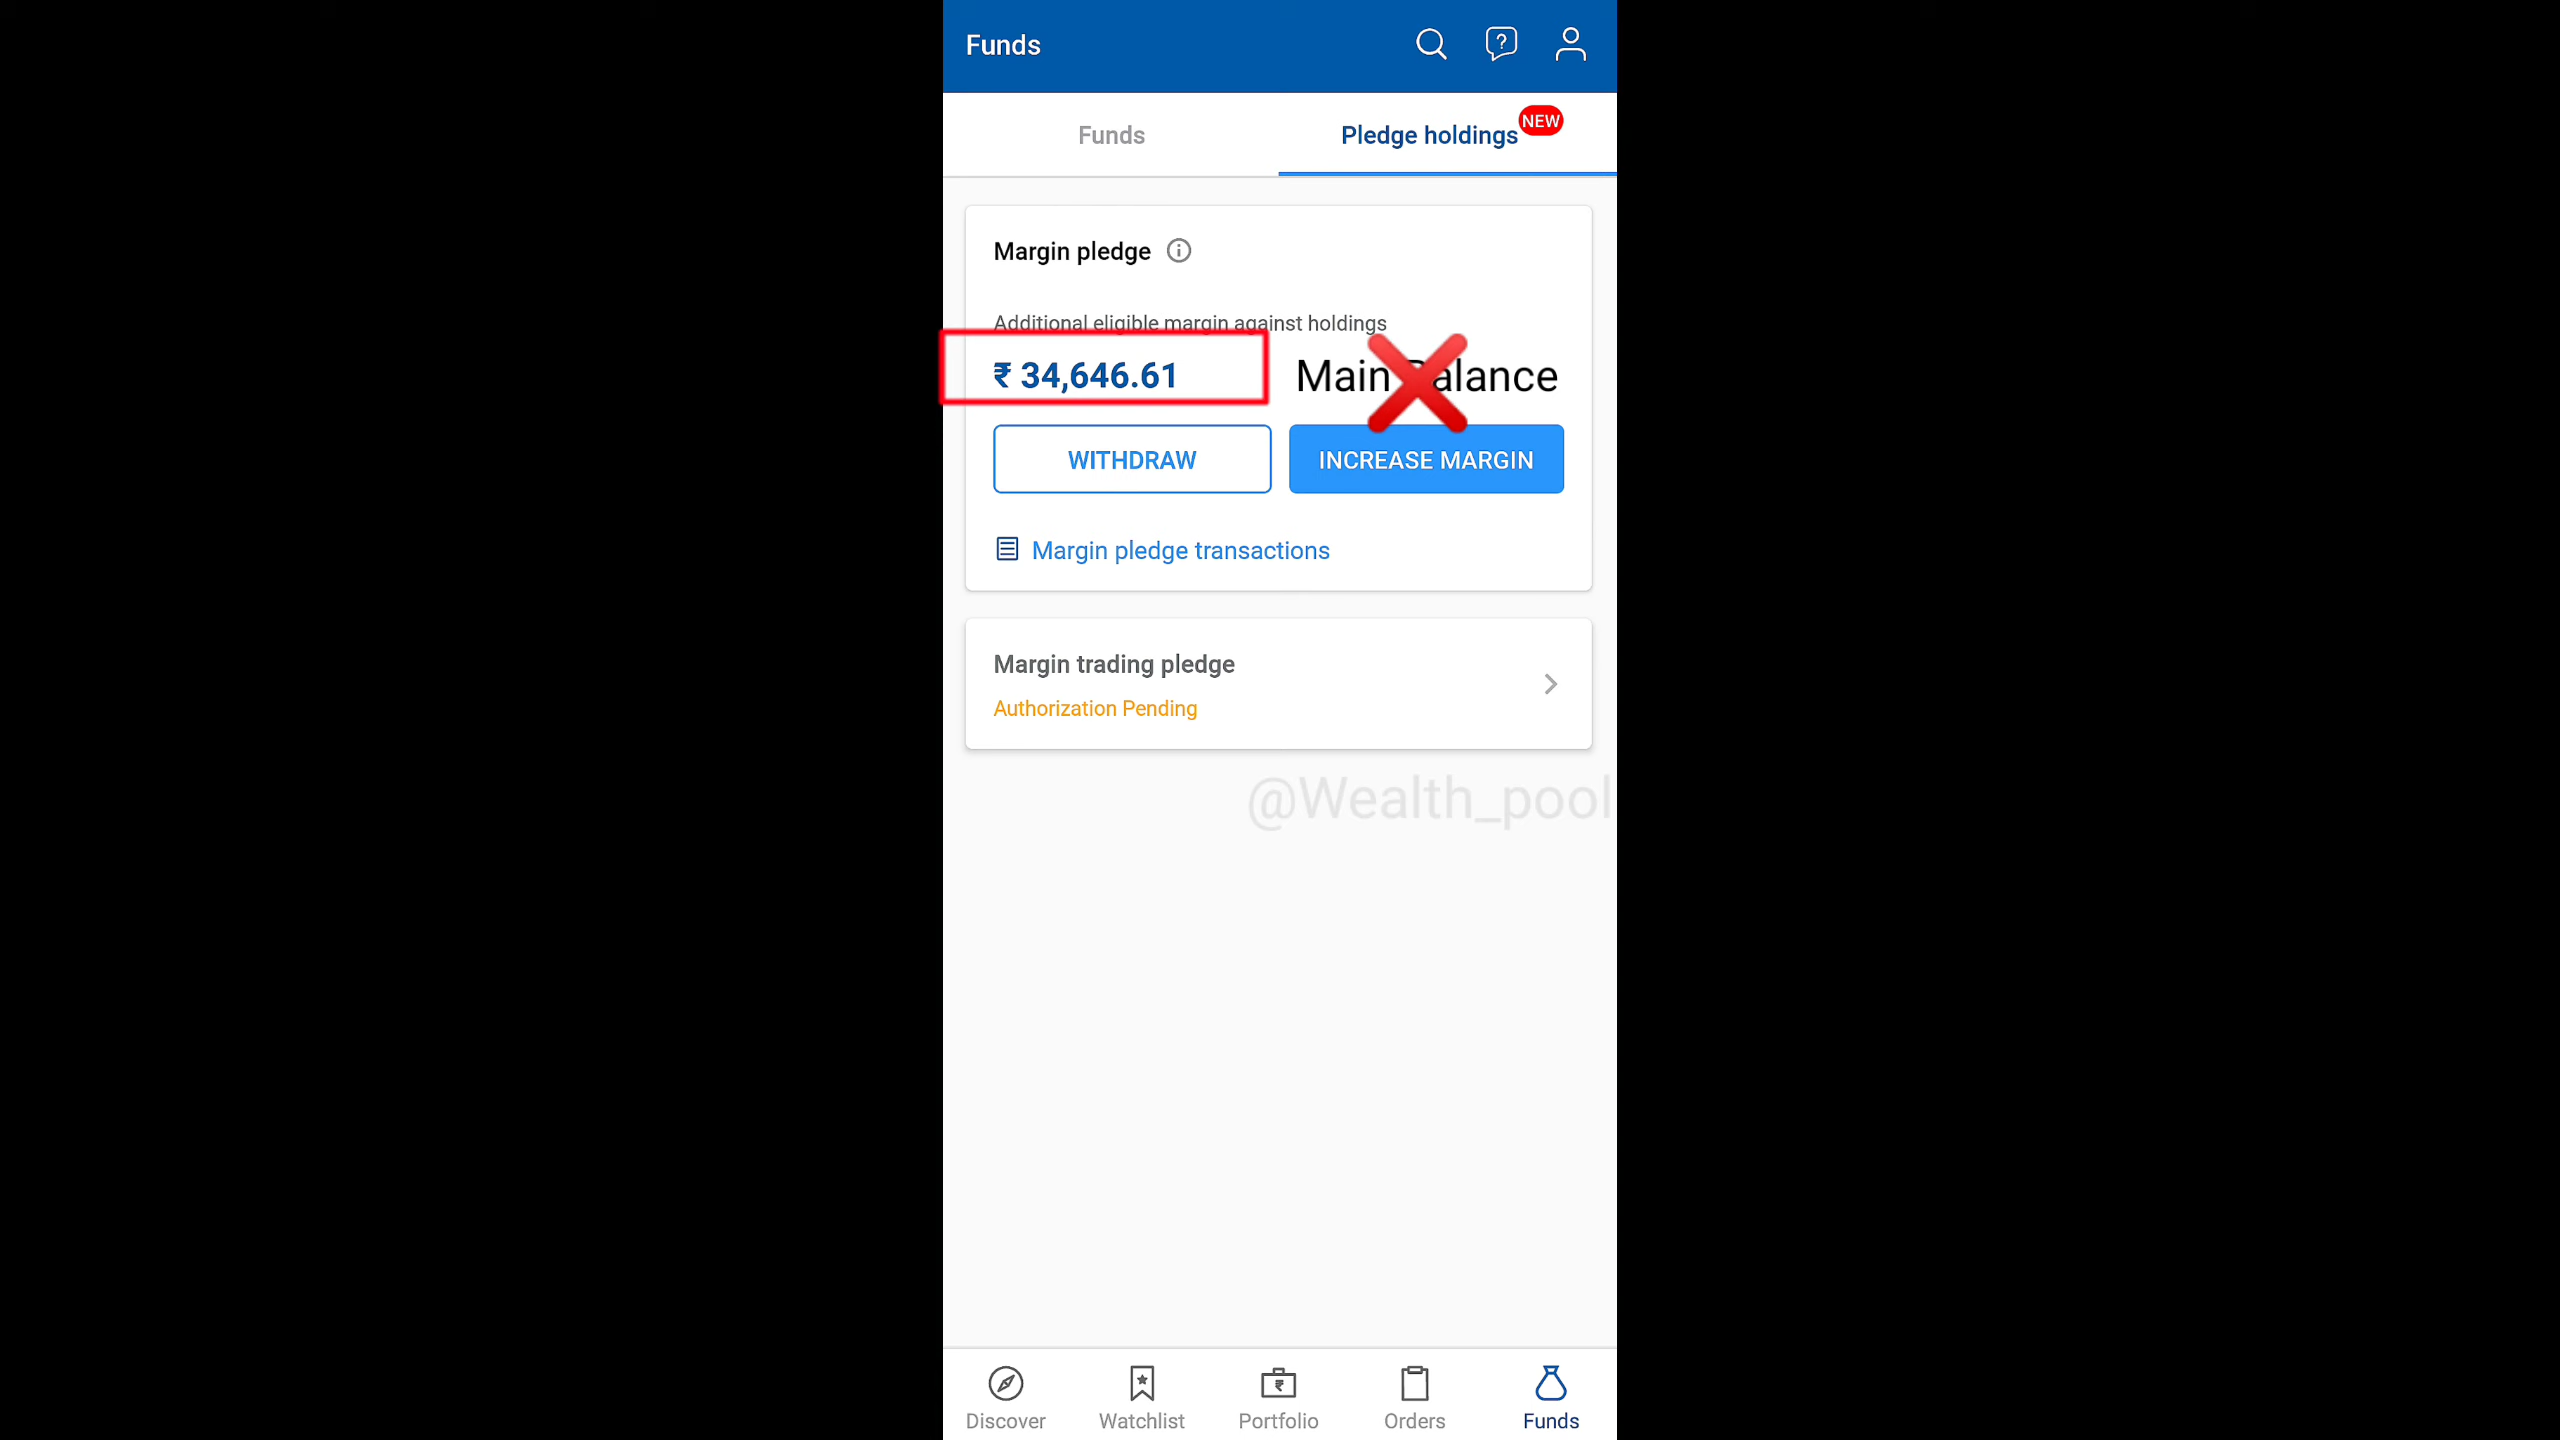 Funds
Funds
Pledge holdings NEW
Margin pledge
Additional eligible margin against holdings
₹ 34,646.61 Main Balance
WITHDRAW INCREASE MARGIN
Margin pledge transactions
Margin trading pledge
Authorization Pending
@Wealth_pool
Discover Watchlist Portfolio Orders Funds